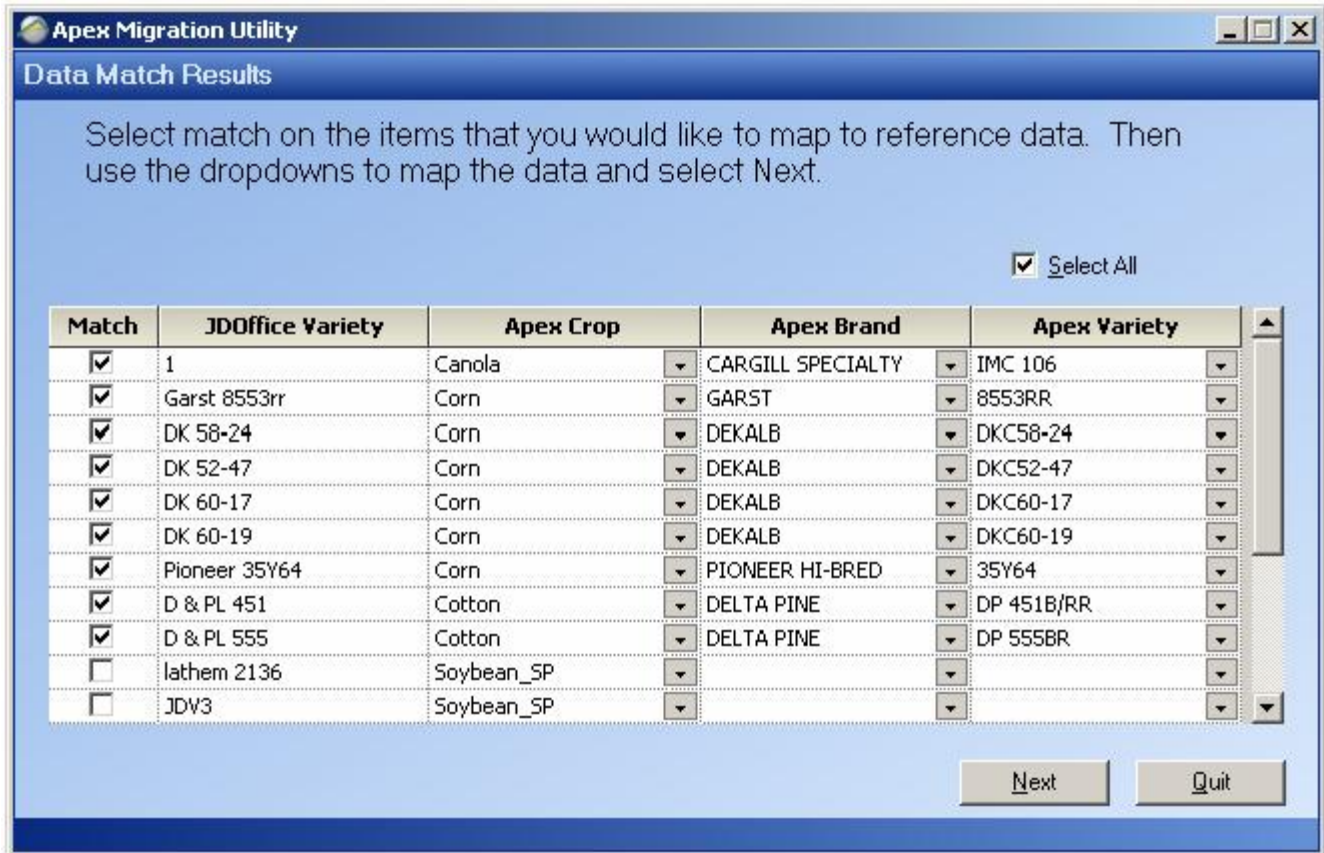 Apex Migration Utility
Data Match Results
Select match on the items that you would like to map to reference data. Then
use the dropdowns to map the data and select Next.
Select All
Match JDOffice Variety Apex Crop Apex Brand Apex Variety
1 Canola CARGILL SPECIALTY IMC 106
Garst 8553rr Corn GARST 8553RR
DK 58-24 Corn DEKALB DKC58-24
DK 52-47 Corn DEKALB DKC52-47
DK 60-17 Corn DEKALB DKC60-17
DK 60-19 Corn DEKALB DKC60-19
Pioneer 35Y64 Corn PIONEER HI-BRED 35Y64
D & PL 451 Cotton DELTA PINE DP 451B/RR
D & PL 555 Cotton DELTA PINE DP 555BR
lathem 2136 Soybean_SP
JDV3 Soybean_SP
Next Quit